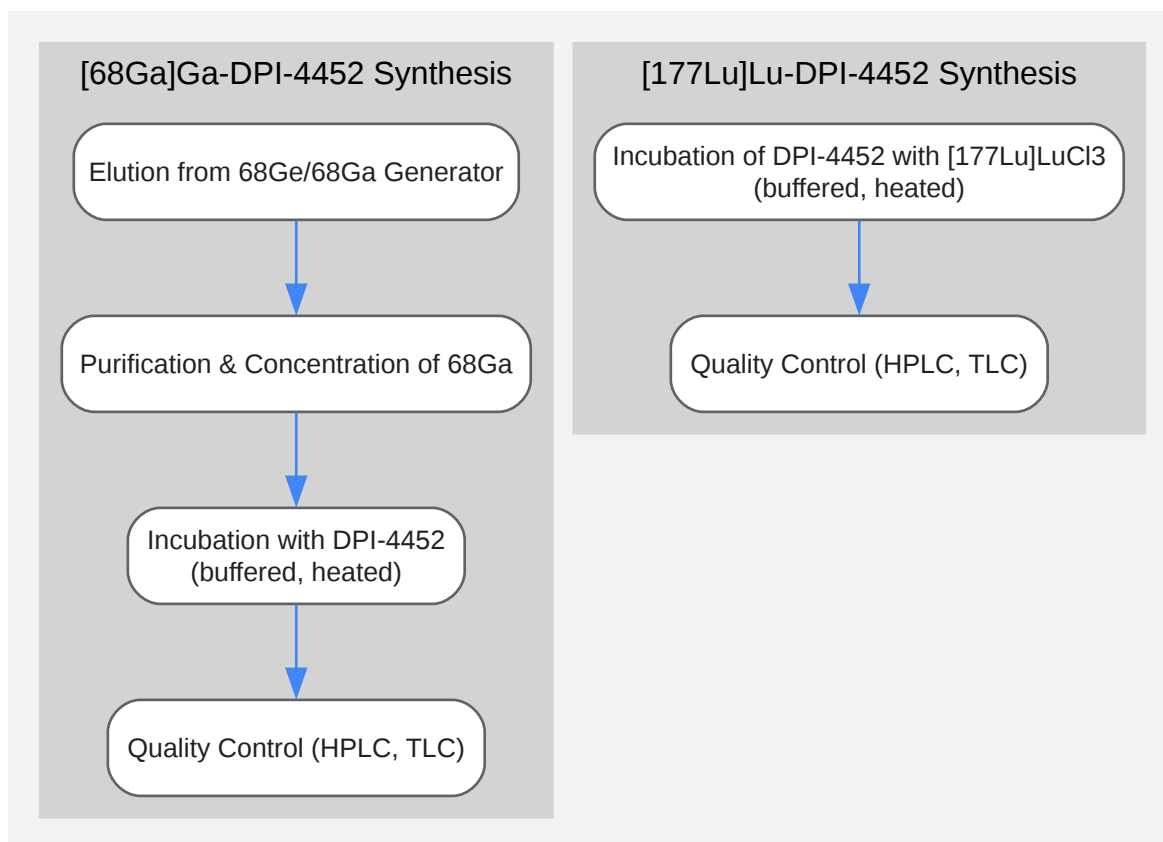 [68Ga]Ga-DPI-4452 Synthesis
Elution from 68Ge/68Ga Generator
Purification & Concentration of 68Ga
Incubation with DPI-4452
(buffered, heated)
Quality Control (HPLC, TLC)
[177Lu]Lu-DPI-4452 Synthesis
Incubation of DPI-4452 with [177Lu]LuCl3
(buffered, heated)
Quality Control (HPLC, TLC)